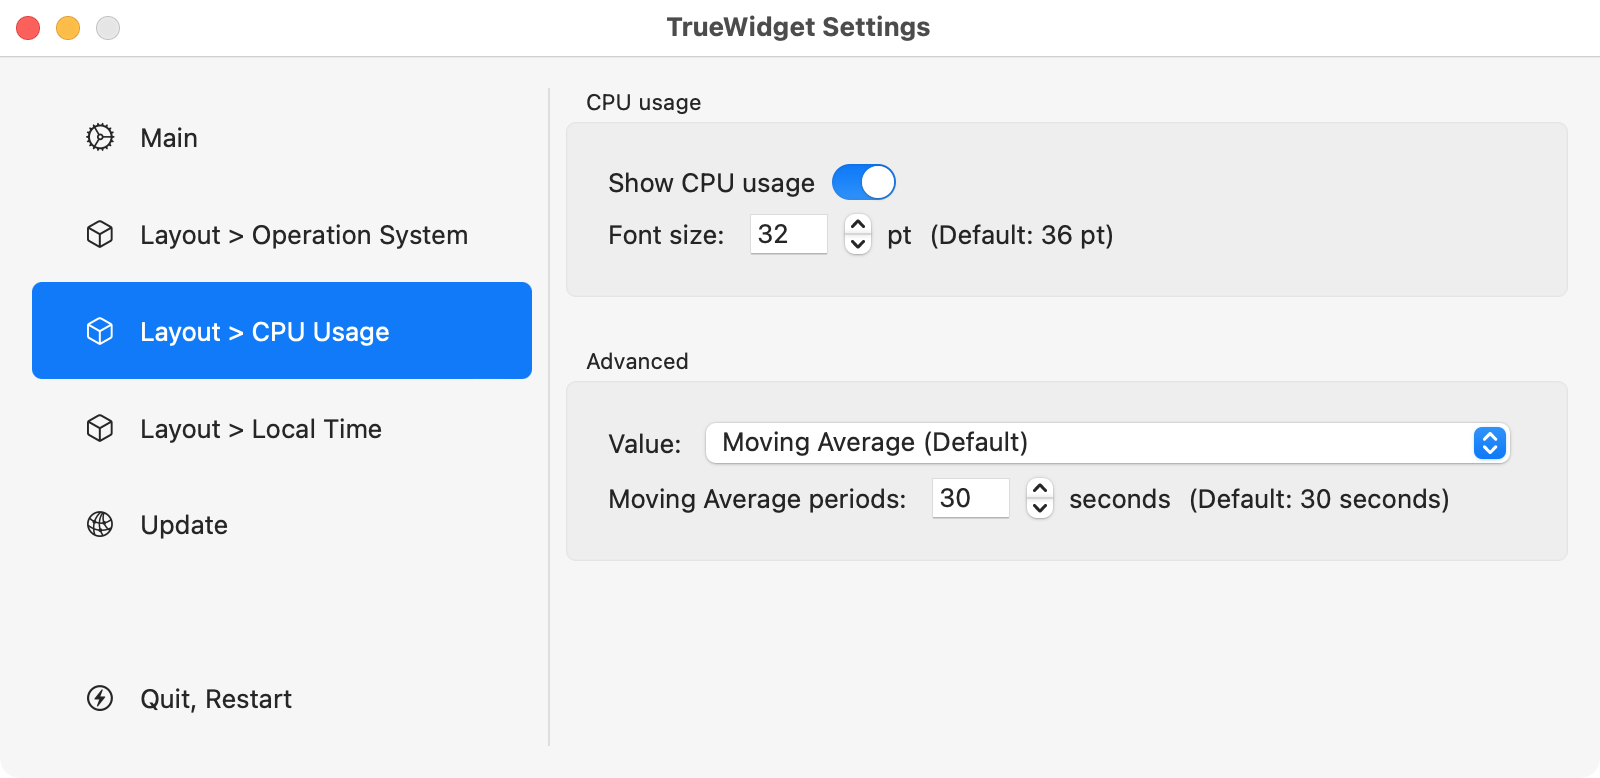 TrueWidget Settings
Main
Layout > Operation System
Layout > CPU Usage
Layout > Local Time
Update
Quit, Restart
CPU usage
Show CPU usage
Font size: 32 pt (Default: 36 pt)
Advanced
Value: Moving Average (Default)
Moving Average periods: 30 seconds (Default: 30 seconds)